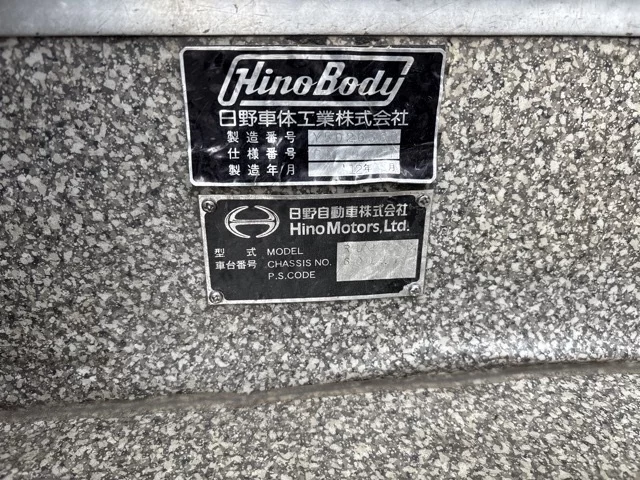 HinoBody
日野車体工業株式会社
製造番号
仕様番号
製造年/月
日野自動車株式会社
HinoMotors,Ltd.
型式 MODEL
車台番号 CHASSIS NO.
P.S.CODE